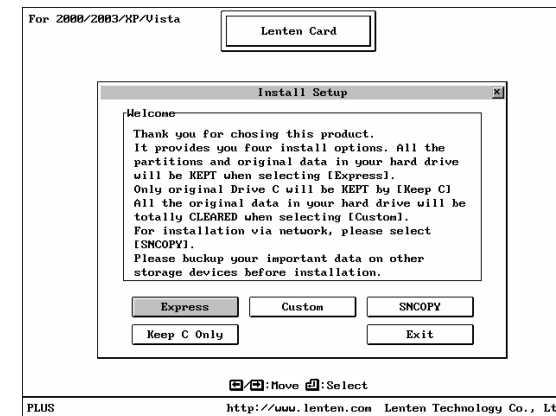 For 2000/2003/XP/Vista
Lenten Card
Install Setup
Welcome
Thank you for chosing this product.
It provides you four install options. All the
partitions and original data in your hard drive
will be KEPT when selecting [Express].
Only original Drive C will be KEPT by [Keep C]
All the original data in your hard drive will be
totally CLEARED when selecting [Custom].
For installation via network, please select
[SNCOPY].
Please buckup your important data on other
storage devices before installation.
Express Custom SNCOPY
Keep C Only Exit
:Move :Select
PLUS http://www.lenten.com Lenten Technology Co., Lt